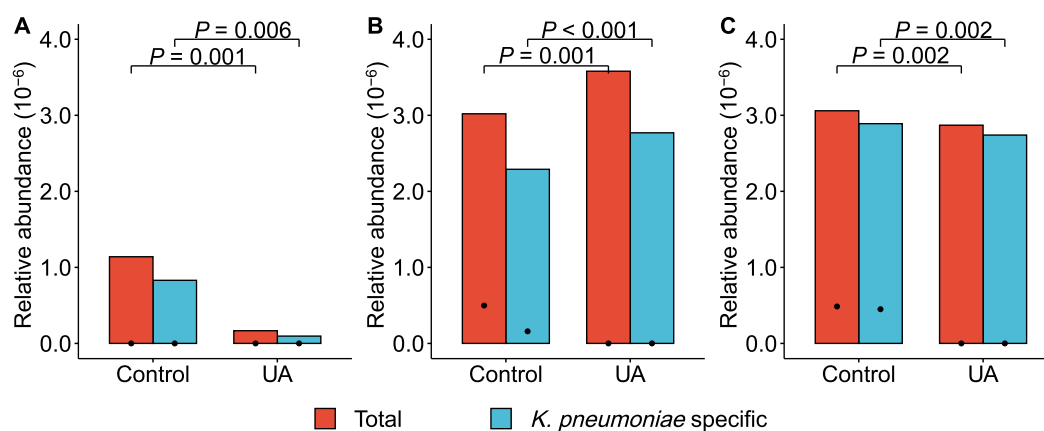 A
P = 0.006
P = 0.001
Relative abundance (10⁻⁶)
4.0
3.0
2.0
1.0
0.0
Control
UA
B
P < 0.001
P = 0.001
Relative abundance (10⁻⁶)
4.0
3.0
2.0
1.0
0.0
Control
UA
C
P = 0.002
P = 0.002
Relative abundance (10⁻⁶)
4.0
3.0
2.0
1.0
0.0
Control
UA
Total
K. pneumoniae specific